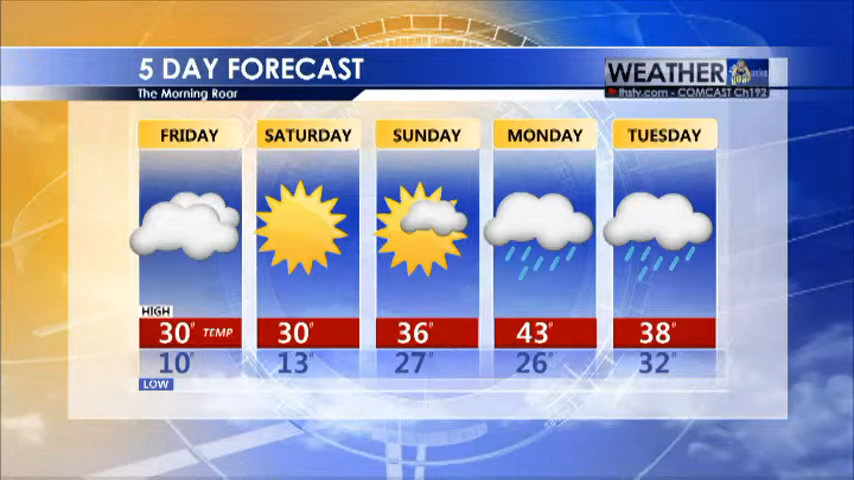 5 DAY FORECAST
WEATHER
The Morning Roar
lhstv.com - COMCAST Ch192
FRIDAY SATURDAY SUNDAY MONDAY TUESDAY
HIGH
30° TEMP 30° 36° 43° 38°
10° 13° 27° 26° 32°
LOW